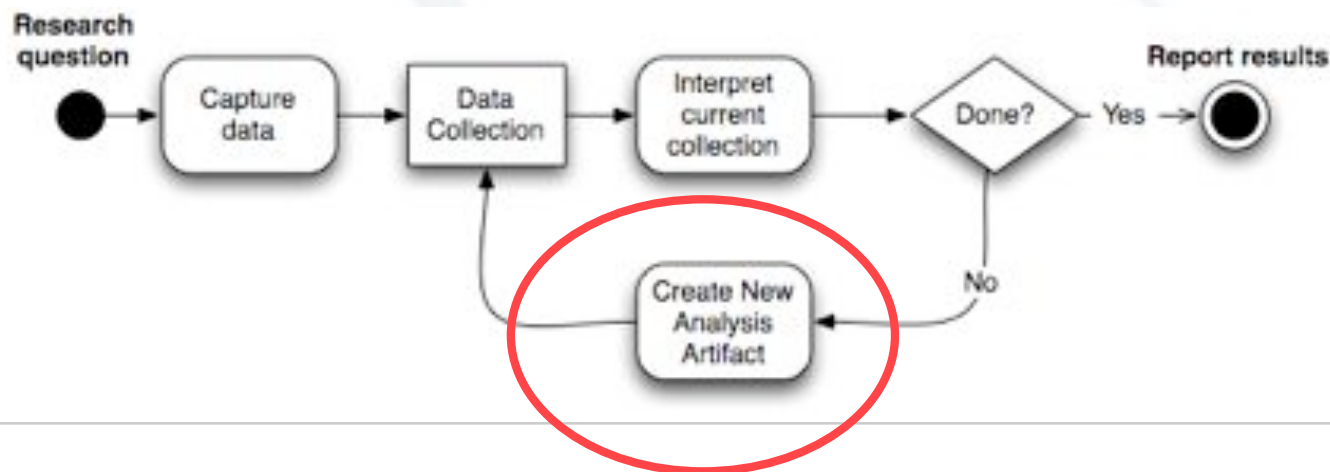 Research
question
Capture
data
Data
Collection
Interpret
current
collection
Done?
Yes
Report results
No
Create New
Analysis
Artifact